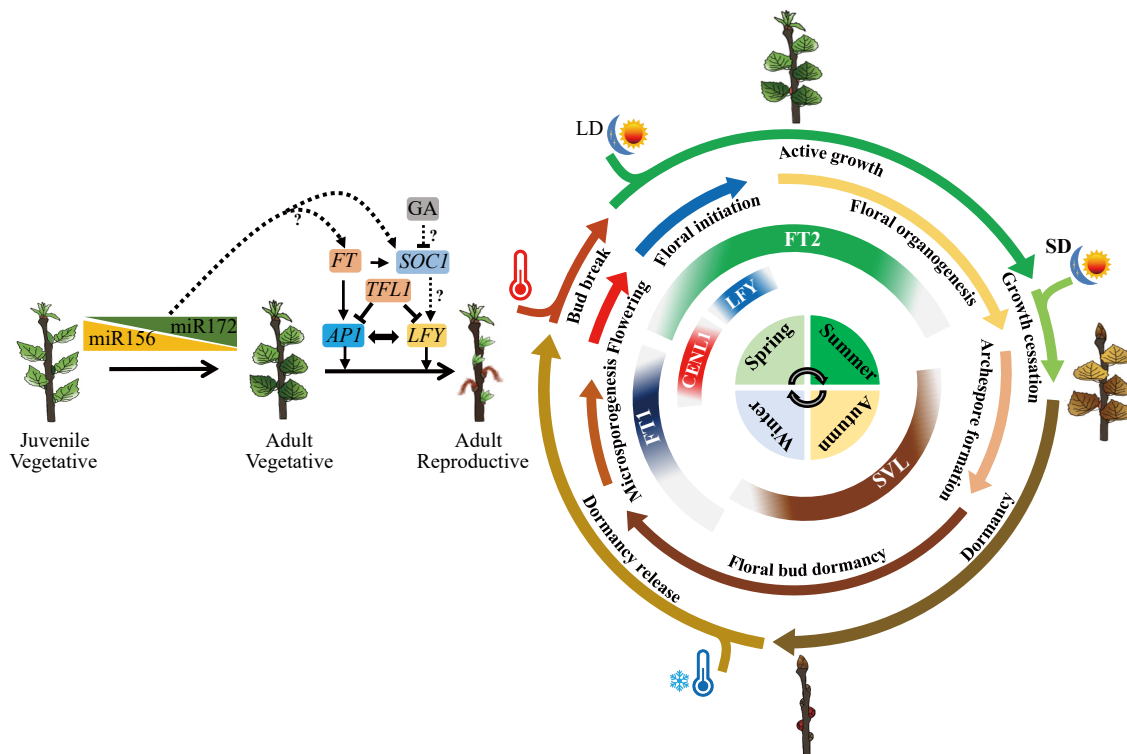 GA
?
?
FT
SOC1
TFL1
?
miR172
miR156
AP1
LFY
Juvenile
Vegetative
Adult
Vegetative
Adult
Reproductive
LD
Active growth
SD
Growth cessation
Dormancy
Dormancy release
Bud break
Floral initiation
Floral organogenesis
Archespore formation
Floral bud dormancy
Microsporogenesis
Flowering
FT2
LFY
CENL1
FT1
SVL
Spring
Summer
Winter
Autumn